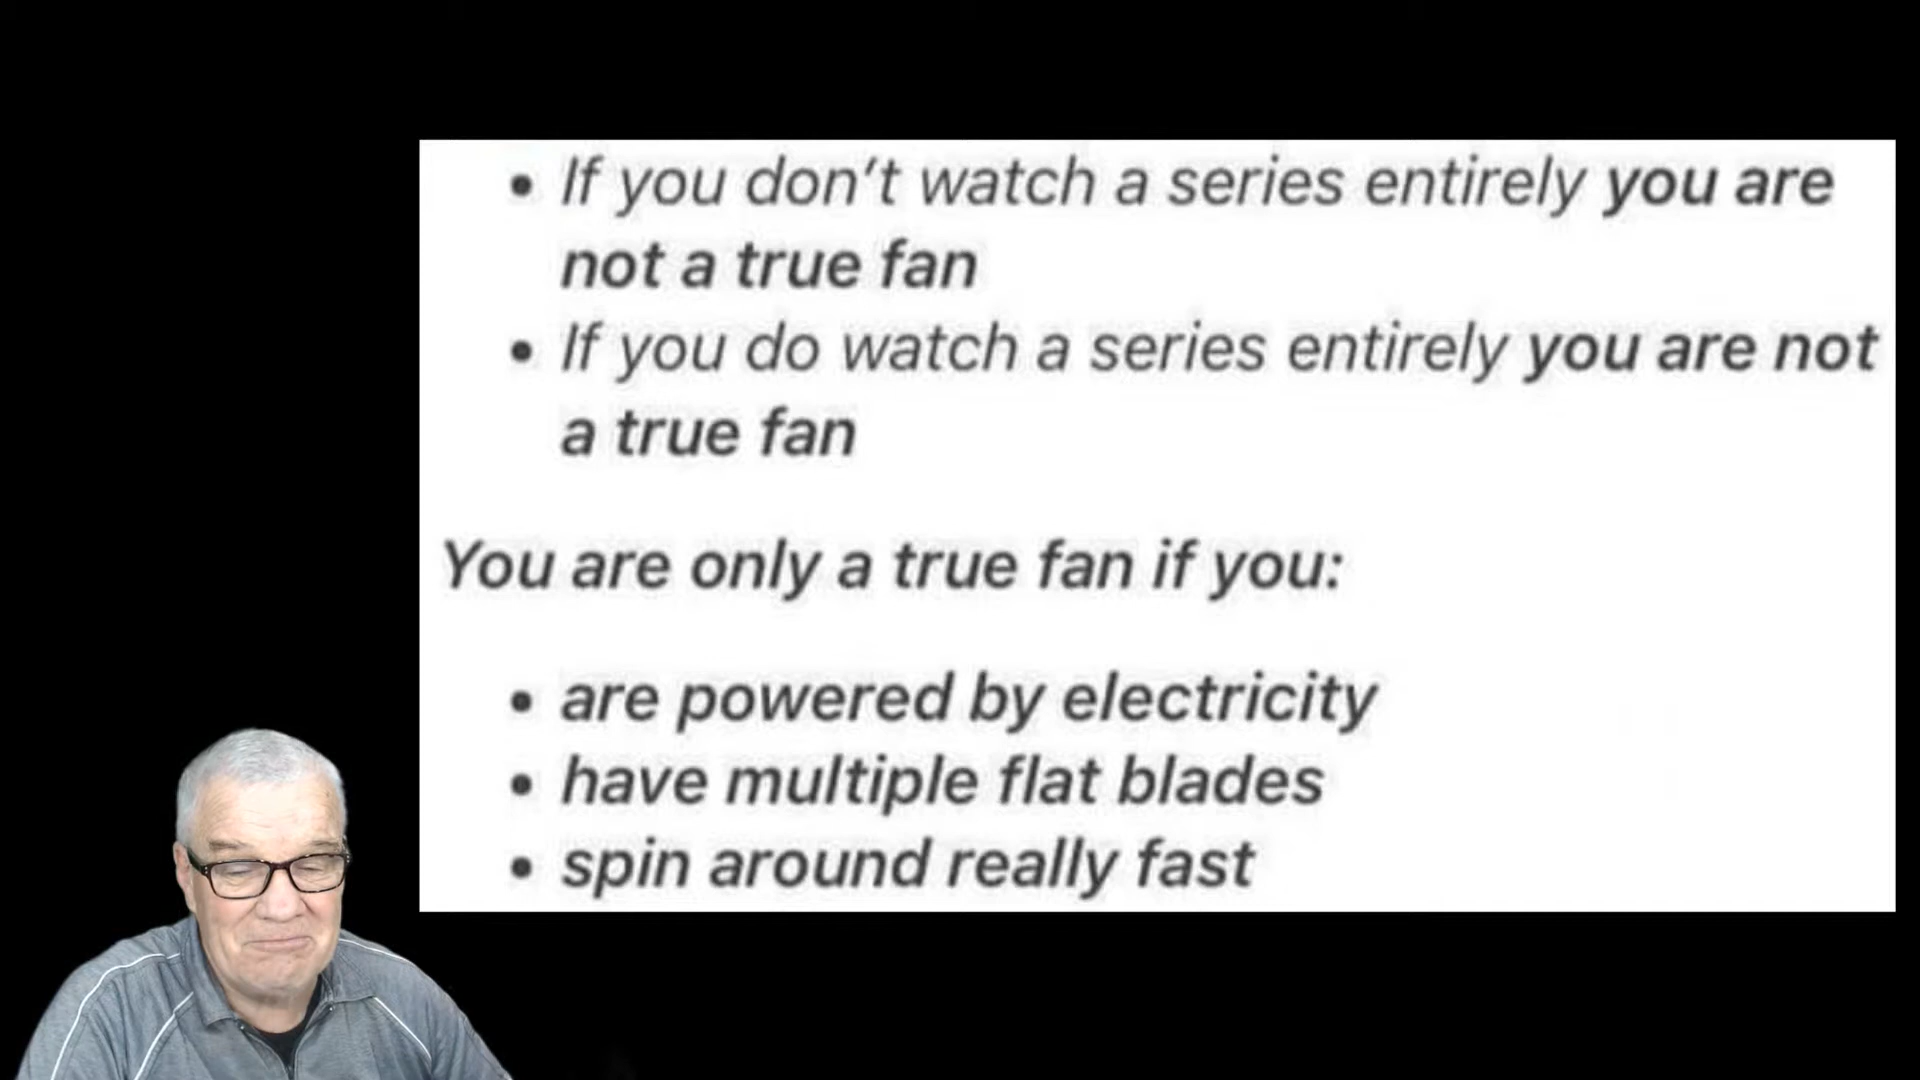 • If you don't watch a series entirely you are
not a true fan
• If you do watch a series entirely you are not
a true fan
You are only a true fan if you:
• are powered by electricity
• have multiple flat blades
• spin around really fast